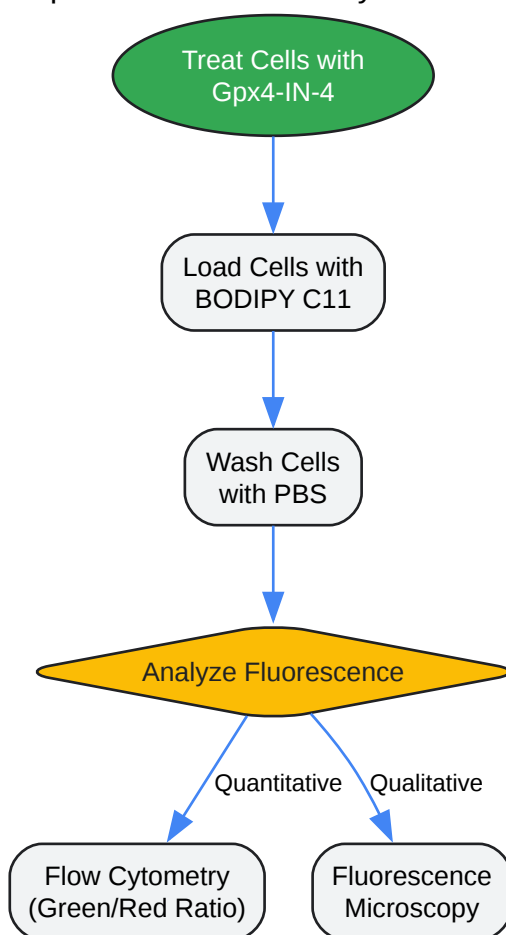 Treat Cells with
Gpx4-IN-4
Load Cells with
BODIPY C11
Wash Cells
with PBS
Analyze Fluorescence
Quantitative Qualitative
Flow Cytometry
(Green/Red Ratio)
Fluorescence
Microscopy